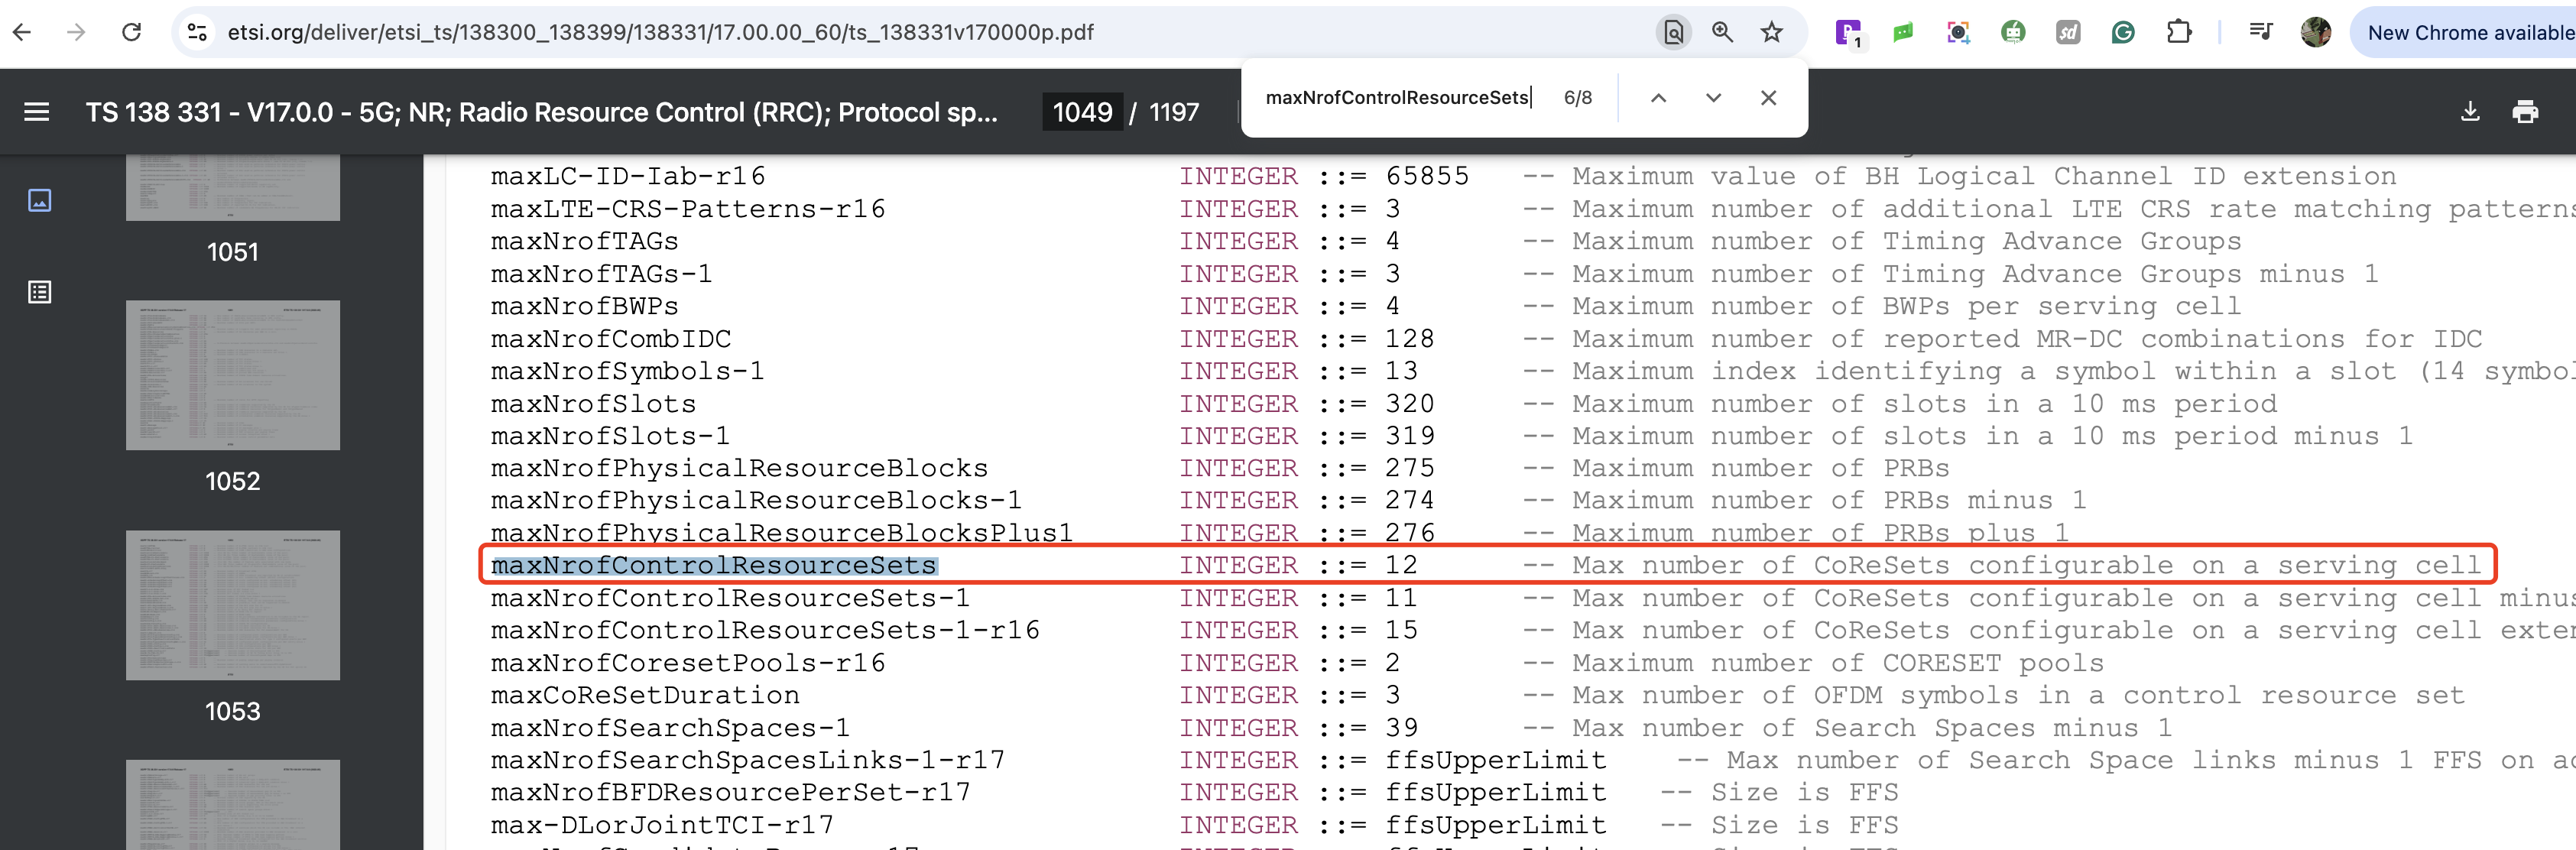 etsi.org/deliver/etsi_ts/138300_138399/138331/17.00.00_60/ts_138331v170000p.pdf
1
sd
New Chrome available
TS 138 331 - V17.0.0 - 5G; NR; Radio Resource Control (RRC); Protocol sp...
1049 / 1197
maxNrofControlResourceSets
6/8
1051
1052
1053
maxLC-ID-Iab-r16 INTEGER ::= 65855 -- Maximum value of BH Logical Channel ID extension
maxLTE-CRS-Patterns-r16 INTEGER ::= 3 -- Maximum number of additional LTE CRS rate matching patterns
maxNrofTAGs INTEGER ::= 4 -- Maximum number of Timing Advance Groups
maxNrofTAGs-1 INTEGER ::= 3 -- Maximum number of Timing Advance Groups minus 1
maxNrofBWPs INTEGER ::= 4 -- Maximum number of BWPs per serving cell
maxNrofCombIDC INTEGER ::= 128 -- Maximum number of reported MR-DC combinations for IDC
maxNrofSymbols-1 INTEGER ::= 13 -- Maximum index identifying a symbol within a slot (14 symbol
maxNrofSlots INTEGER ::= 320 -- Maximum number of slots in a 10 ms period
maxNrofSlots-1 INTEGER ::= 319 -- Maximum number of slots in a 10 ms period minus 1
maxNrofPhysicalResourceBlocks INTEGER ::= 275 -- Maximum number of PRBs
maxNrofPhysicalResourceBlocks-1 INTEGER ::= 274 -- Maximum number of PRBs minus 1
maxNrofPhysicalResourceBlocksPlus1 INTEGER ::= 276 -- Maximum number of PRBs plus 1
maxNrofControlResourceSets INTEGER ::= 12 -- Max number of CoReSets configurable on a serving cell
maxNrofControlResourceSets-1 INTEGER ::= 11 -- Max number of CoReSets configurable on a serving cell minus
maxNrofControlResourceSets-1-r16 INTEGER ::= 15 -- Max number of CoReSets configurable on a serving cell exten
maxNrofCoresetPools-r16 INTEGER ::= 2 -- Maximum number of CORESET pools
maxCoReSetDuration INTEGER ::= 3 -- Max number of OFDM symbols in a control resource set
maxNrofSearchSpaces-1 INTEGER ::= 39 -- Max number of Search Spaces minus 1
maxNrofSearchSpacesLinks-1-r17 INTEGER ::= ffsUpperLimit -- Max number of Search Space links minus 1 FFS on
maxNrofBFDResourcePerSet-r17 INTEGER ::= ffsUpperLimit -- Size is FFS
max-DLorJointTCI-r17 INTEGER ::= ffsUpperLimit -- Size is FFS